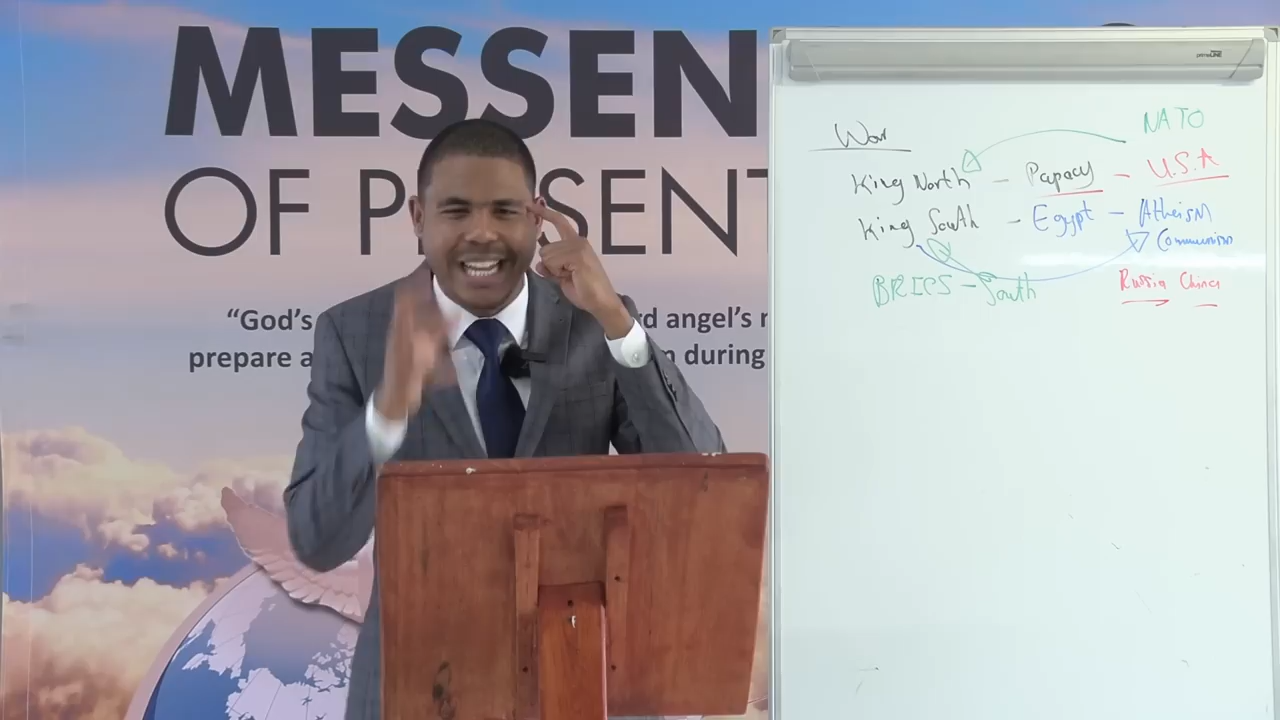 MESSEN
OF P SENT
“God’s rd angel’s
prepare a during
War
NATO
King North - Papacy - U.S.A
King South - Egypt - Atheism
Communism
BRICS - South
Russia China